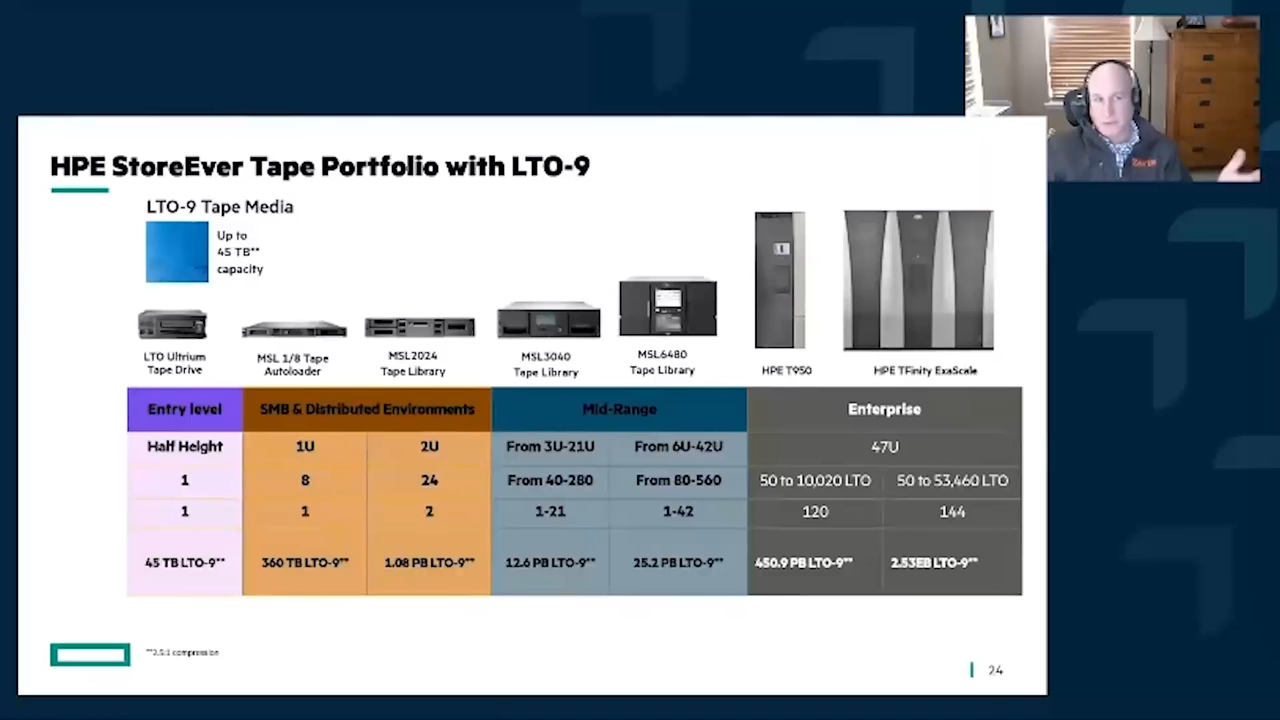 HPE StoreEver Tape Portfolio with LTO-9
LTO-9 Tape Media
Up to
45 TB**
capacity
LTO Ultrium
Tape Drive
MSL 1/8 Tape
Autoloader
MSL2024
Tape Library
MSL3040
Tape Library
MSL6480
Tape Library
HPE T950
HPE TFinity ExaScale
Entry level SMB & Distributed Environments Mid-Range Enterprise
Half Height 1U 2U From 3U-21U From 6U-42U 47U
1 8 24 From 40-280 From 80-560 50 to 10,020 LTO 50 to 53,460 LTO
1 1 2 1-21 1-42 120 144
45 TB LTO-9** 360 TB LTO-9** 1.08 PB LTO-9** 12.6 PB LTO-9** 25.2 PB LTO-9** 450.9 PB LTO-9** 2.53EB LTO-9**
**2.5:1 compression
24